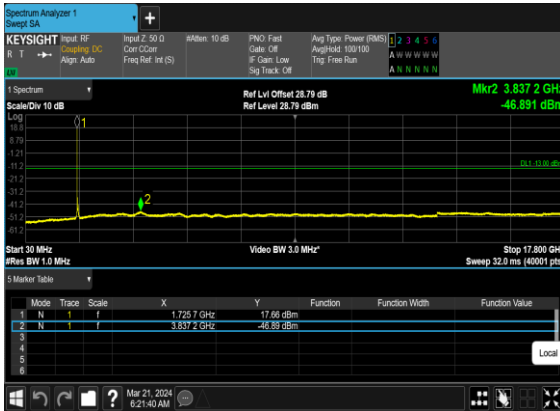 Spectrum Analyzer 1
Swept SA
+
KEYSIGHT Input: RF Input Z: 50 Ω #Atten: 10 dB PNO: Fast Avg Type: Power (RMS) 1 2 3 4 5 6
R T Coupling: DC Corr CCorr Gate: Off Avg|Hold: 100/100 A W W W W W
Align: Auto Freq Ref: Int (S) IF Gain: Low Trig: Free Run
Sig Track: Off A N N N N N
1 Spectrum Ref Lvl Offset 28.79 dB Mkr2 3.837 2 GHz
Scale/Div 10 dB Ref Level 28.79 dBm -46.891 dBm
Log
18.8
8.79
-1.21
-11.2
-21.2
-31.2
-41.2
-51.2
-61.2
1
2
DL1 -13.00 dBm
Start 30 MHz Video BW 3.0 MHz* Stop 17.800 GHz
#Res BW 1.0 MHz Sweep 32.0 ms (40001 pts)
5 Marker Table
Mode Trace Scale X Y Function Function Width Function Value
1 N 1 f 1.725 7 GHz 17.66 dBm
2 N 1 f 3.837 2 GHz -46.89 dBm
3
4
5
6
Local
Mar 21, 2024
6:21:40 AM